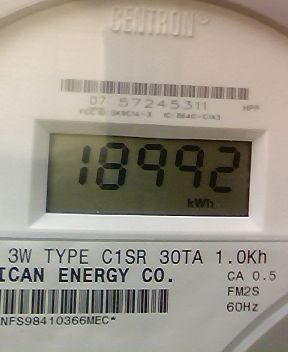 CENTRON
07 57245311 HPP
18992
kWh
3W TYPE C1SR 30TA 1.0Kh
ICAN ENERGY CO.
CA 0.5
FM2S
60Hz
NFS98410366MEC*